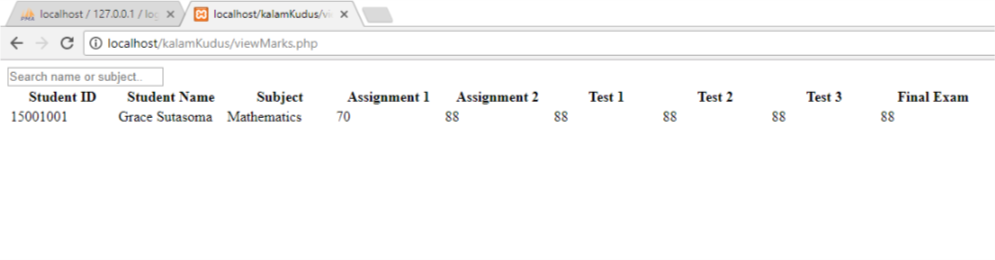 localhost / 127.0.0.1 / log localhost/kalamKudus/vi
localhost/kalamKudus/viewMarks.php
Search name or subject..
Student ID Student Name Subject Assignment 1 Assignment 2 Test 1 Test 2 Test 3 Final Exam
15001001 Grace Sutasoma Mathematics 70 88 88 88 88 88